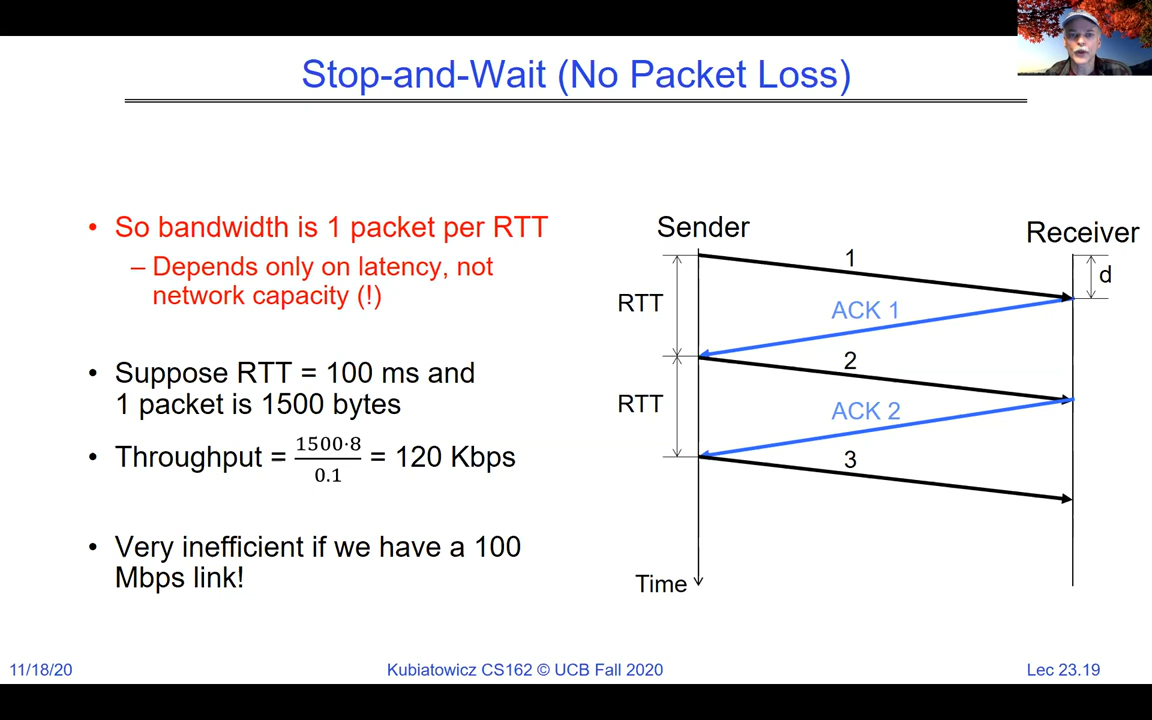 Stop-and-Wait (No Packet Loss)
• So bandwidth is 1 packet per RTT
– Depends only on latency, not
network capacity (!)
• Suppose RTT = 100 ms and
1 packet is 1500 bytes
• Throughput = 1500·8/0.1 = 120 Kbps
• Very inefficient if we have a 100
Mbps link!
Sender
Receiver
1
d
RTT
ACK 1
2
RTT
ACK 2
3
Time
11/18/20
Kubiatowicz CS162 © UCB Fall 2020
Lec 23.19